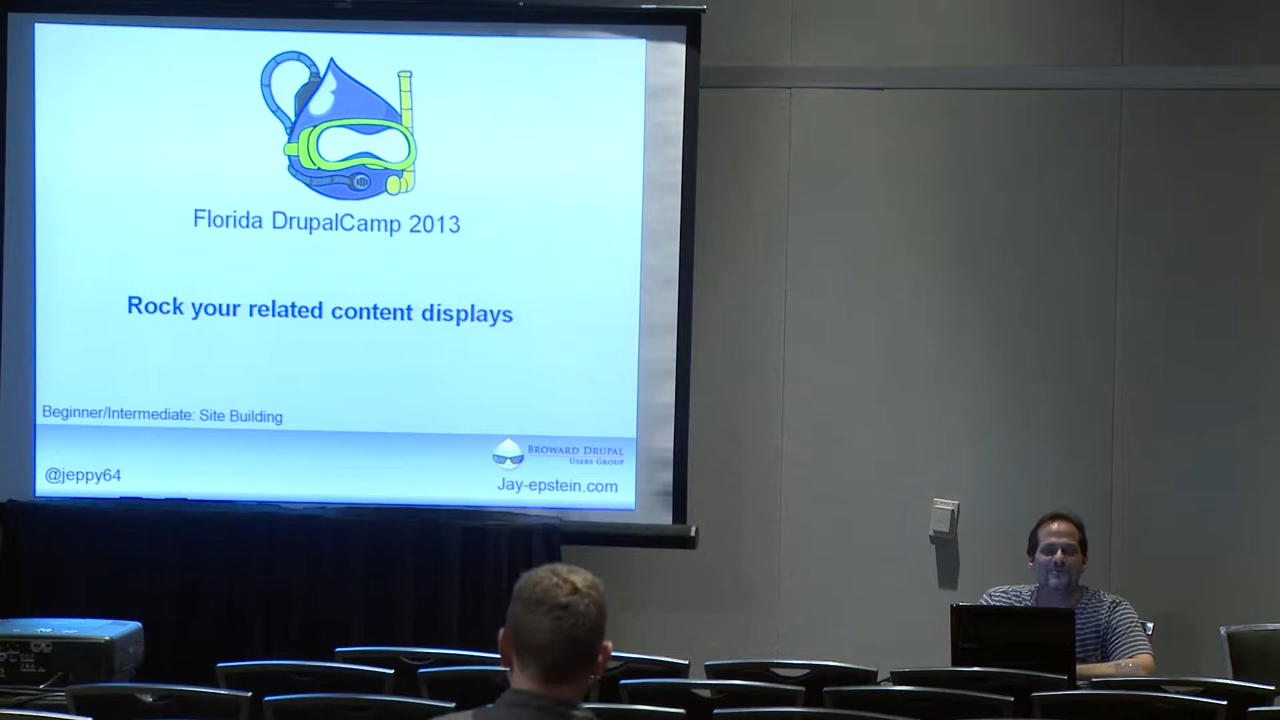 Florida DrupalCamp 2013
Rock your related content displays
Beginner/Intermediate: Site Building
BROWARD DRUPAL
USERS GROUP
@jeppy64
Jay-epstein.com